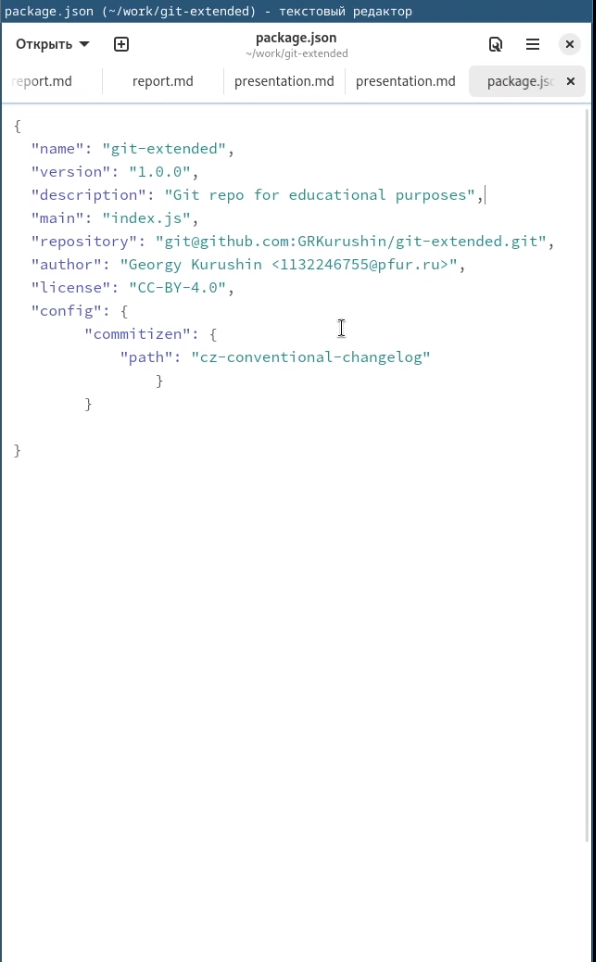 package.json (~/work/git-extended) - текстовый редактор
Открыть
package.json
~/work/git-extended
report.md report.md presentation.md presentation.md package.js
{
  "name": "git-extended",
  "version": "1.0.0",
  "description": "Git repo for educational purposes",
  "main": "index.js",
  "repository": "git@github.com:GRKurushin/git-extended.git",
  "author": "Georgy Kurushin <1132246755@pfur.ru>",
  "license": "CC-BY-4.0",
  "config": {
        "commitizen": {
            "path": "cz-conventional-changelog"
                }
        }

}